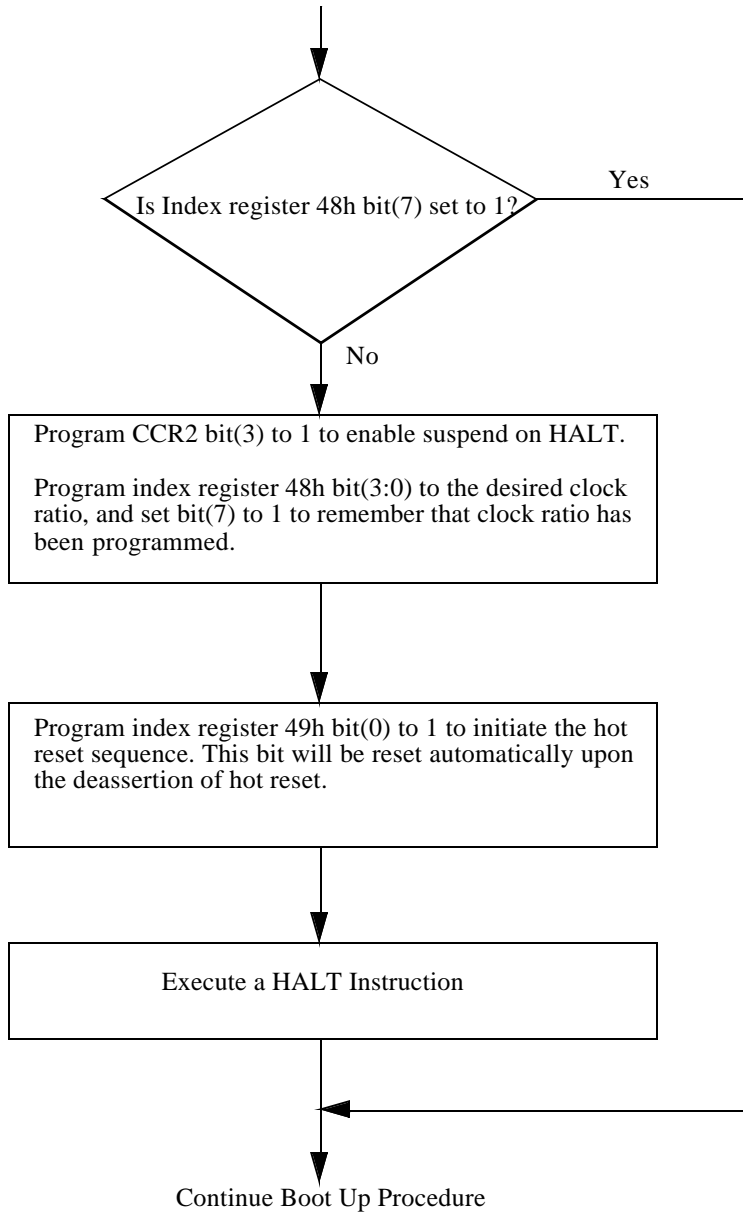 Is Index register 48h bit(7) set to 1?
Yes
No
Program CCR2 bit(3) to 1 to enable suspend on HALT.
Program index register 48h bit(3:0) to the desired clock
ratio, and set bit(7) to 1 to remember that clock ratio has
been programmed.
Program index register 49h bit(0) to 1 to initiate the hot
reset sequence. This bit will be reset automatically upon
the deassertion of hot reset.
Execute a HALT Instruction
Continue Boot Up Procedure